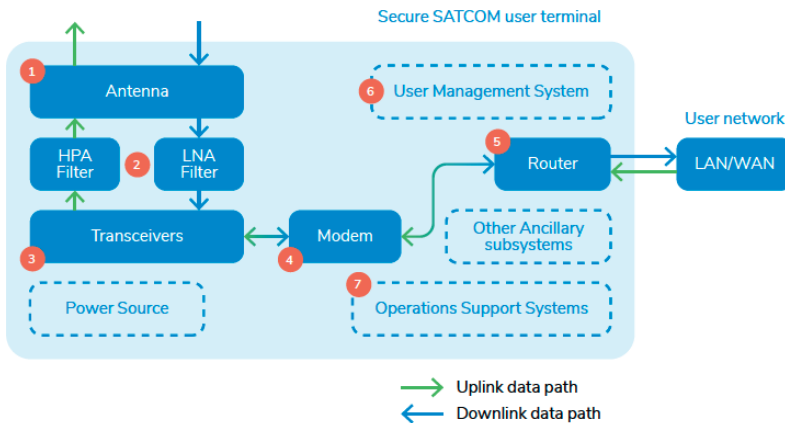 Secure SATCOM user terminal
1
Antenna
6
User Management System
User network
HPA
Filter
2
LNA
Filter
5
Router
LAN/WAN
Transceivers
3
Modem
4
Other Ancillary
subsystems
Power Source
7
Operations Support Systems
Uplink data path
Downlink data path